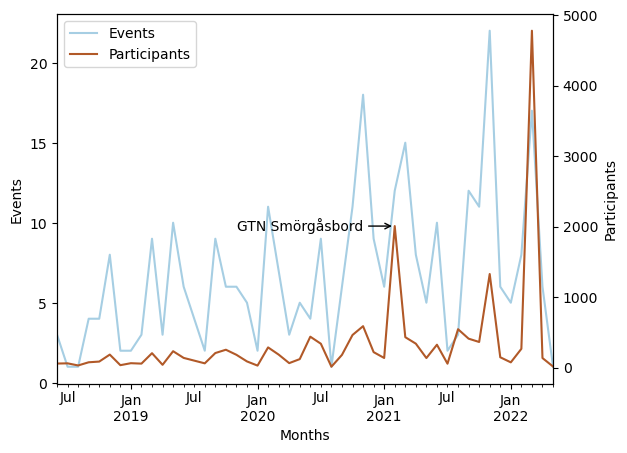 Events
Participants
20
15
10
5
0
Events
5000
4000
3000
2000
1000
0
Participants
GTN Smörgåsbord
Jul
Jan
2019
Jul
Jan
2020
Jul
Jan
2021
Jul
Jan
2022
Months